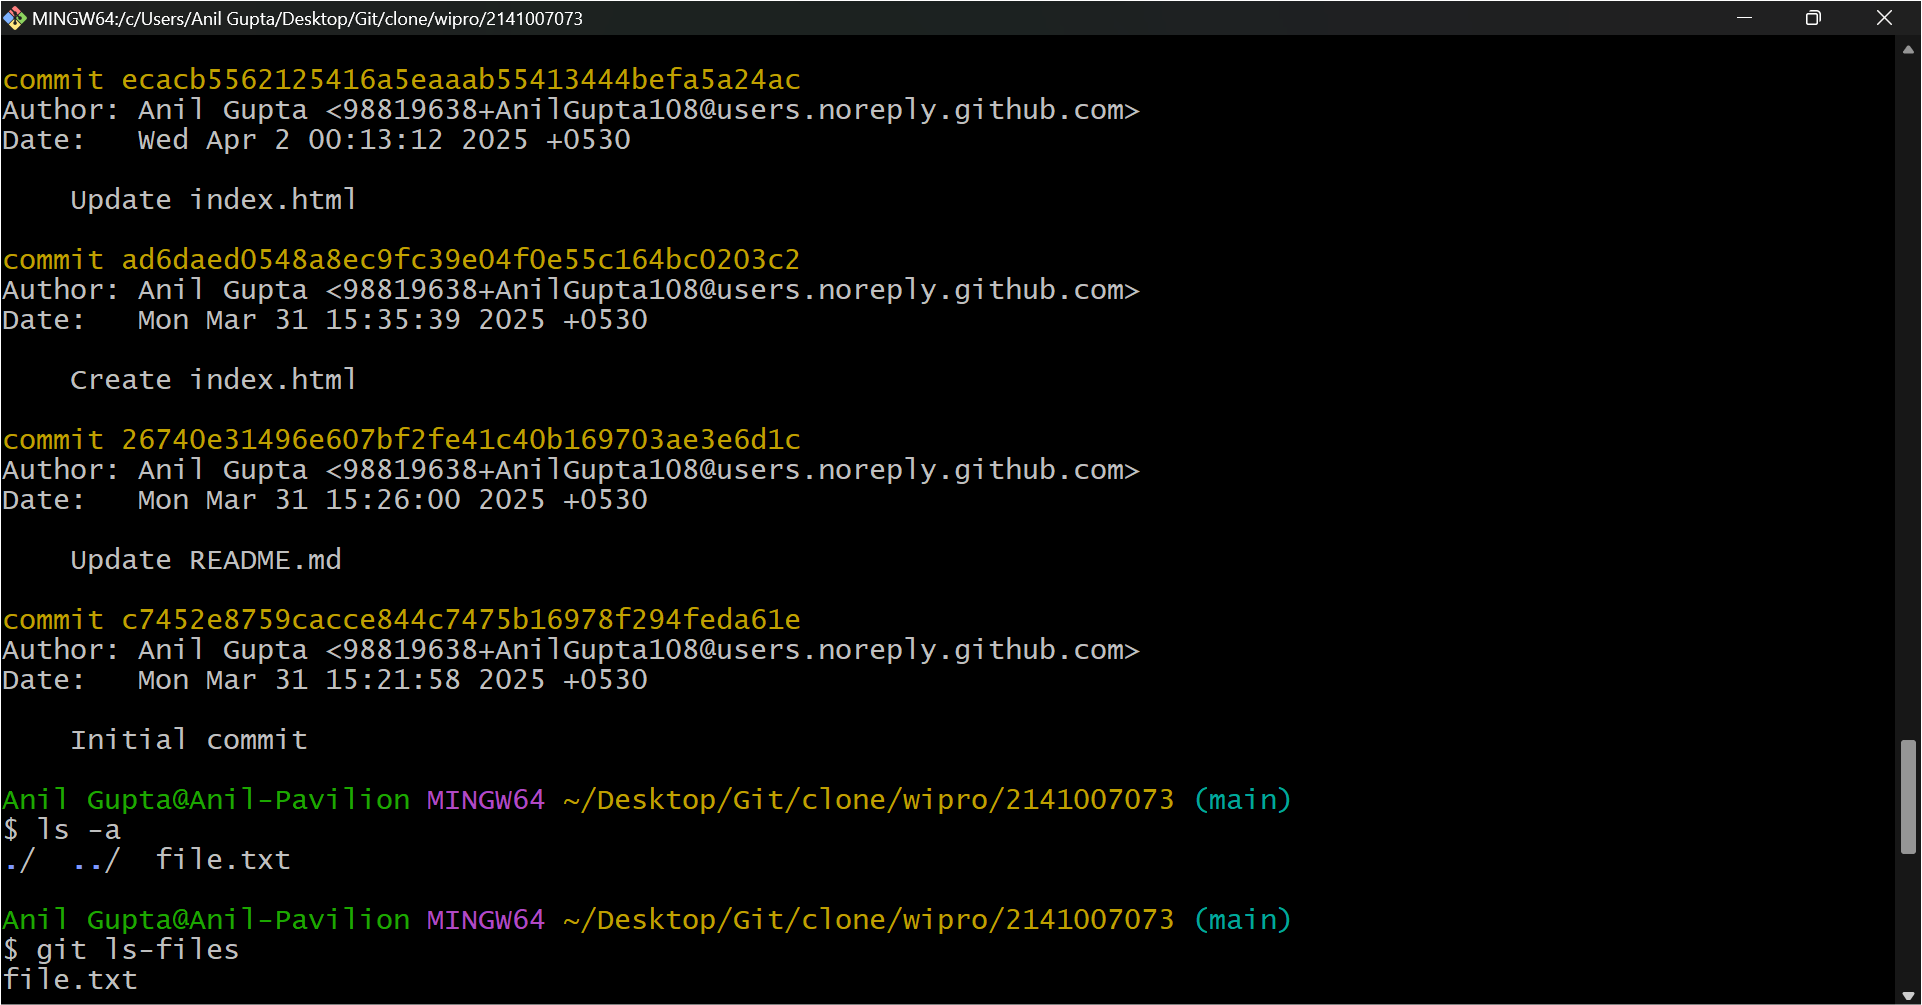 MINGW64:/c/Users/Anil Gupta/Desktop/Git/clone/wipro/2141007073
commit ecacb5562125416a5eaaab55413444befa5a24ac
Author: Anil Gupta <98819638+AnilGupta108@users.noreply.github.com>
Date:   Wed Apr 2 00:13:12 2025 +0530
Update index.html
commit ad6daed0548a8ec9fc39e04f0e55c164bc0203c2
Author: Anil Gupta <98819638+AnilGupta108@users.noreply.github.com>
Date:   Mon Mar 31 15:35:39 2025 +0530
Create index.html
commit 26740e31496e607bf2fe41c40b169703ae3e6d1c
Author: Anil Gupta <98819638+AnilGupta108@users.noreply.github.com>
Date:   Mon Mar 31 15:26:00 2025 +0530
Update README.md
commit c7452e8759cacce844c7475b16978f294feda61e
Author: Anil Gupta <98819638+AnilGupta108@users.noreply.github.com>
Date:   Mon Mar 31 15:21:58 2025 +0530
Initial commit
Anil Gupta@Anil-Pavilion MINGW64 ~/Desktop/Git/clone/wipro/2141007073 (main)
$ ls -a
./  ../  file.txt
Anil Gupta@Anil-Pavilion MINGW64 ~/Desktop/Git/clone/wipro/2141007073 (main)
$ git ls-files
file.txt